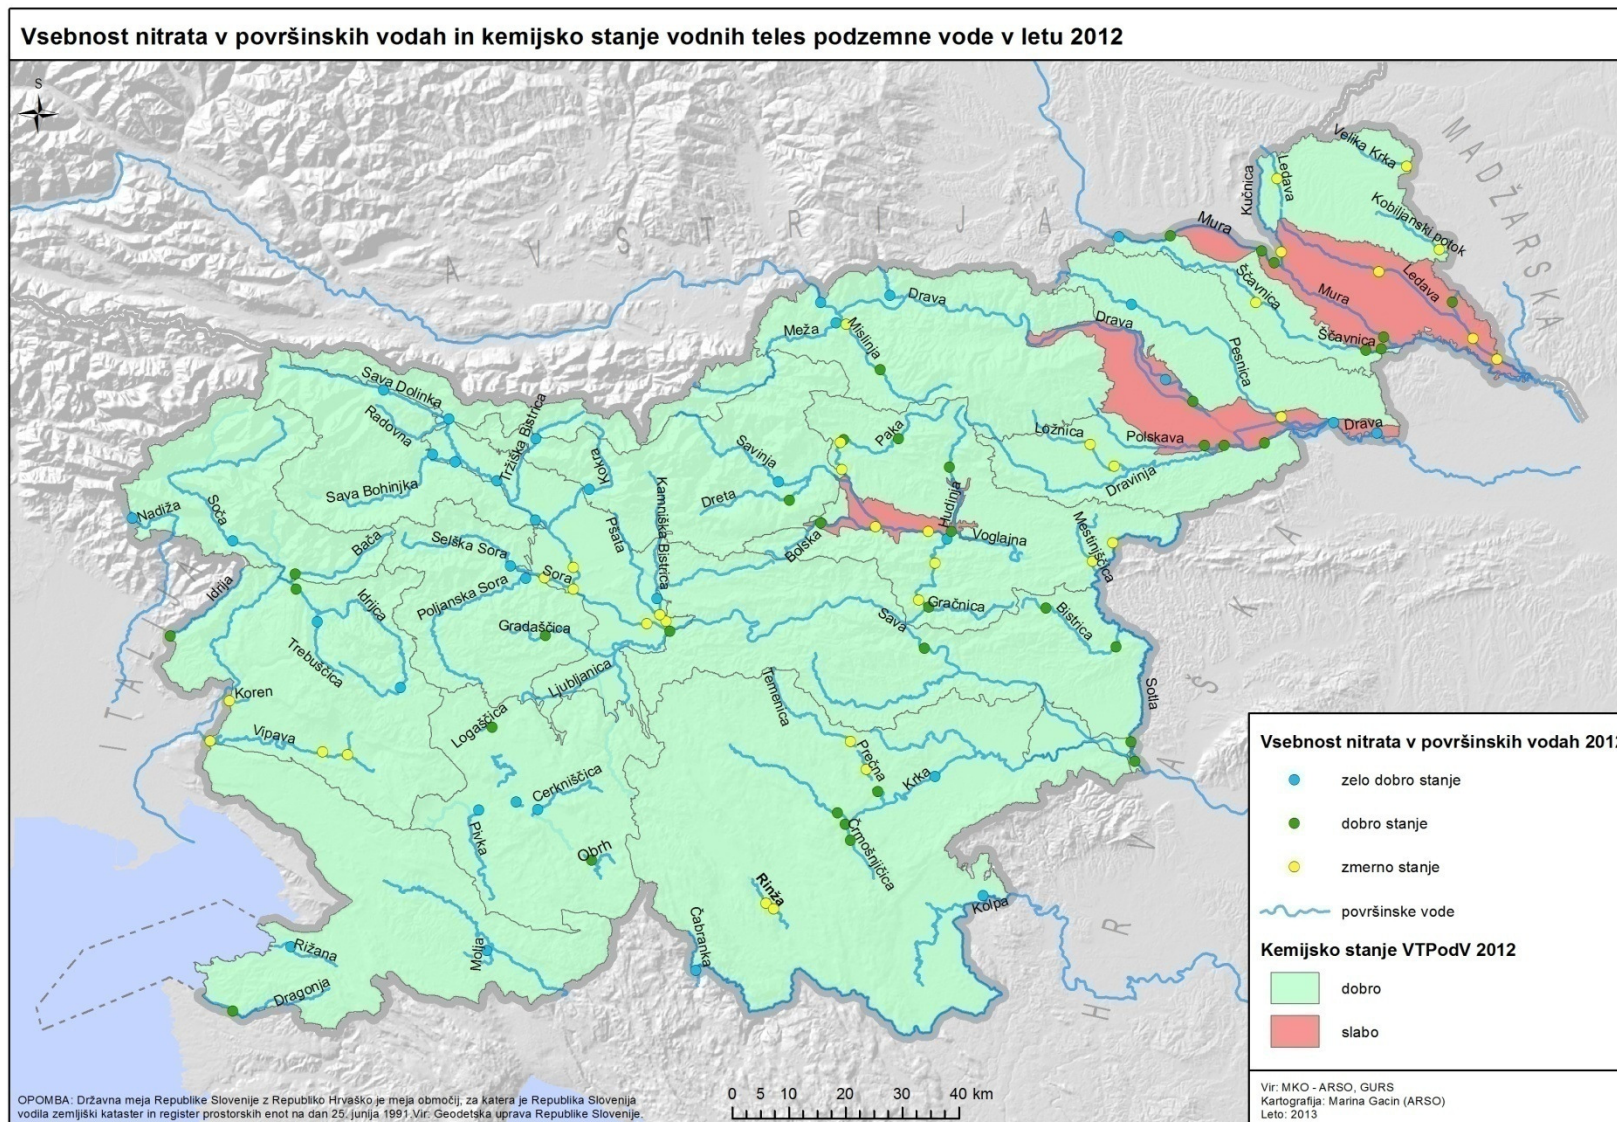 Vsebnost nitrata v površinskih vodah in kemijsko stanje vodnih teles podzemne vode v letu 2012
S
MADŽARSKA
AVSTRIJA
ITALIJA
HRVAŠKA
Velika Krka
Ledava
Kučnica
Kobiljanski potok
Mura
Ščavnica
Ledava
Mura
Ščavnica
Drava
Drava
Meža
Mislinja
Pesnica
Sava Dolinka
Radovna
Tržiška Bistrica
Kokra
Savinja
Paka
Ložnica
Polskava
Drava
Dravinja
Sava Bohinjka
Dreta
Hudinja
Kamniška Bistrica
Pšata
Nadiža
Soča
Bača
Selška Sora
Bolska
Voglajna
Mestinjščica
Idrija
Sora
Poljanska Sora
Idrijca
Gradaščica
Gračnica
Bistrica
Sava
Trebuščica
Ljubljanica
Koren
Temenica
Sotla
Logaščica
Vipava
Prečna
Krka
Cerkniščica
Pivka
Obrh
Črmošnjičica
Rinža
Kolpa
Čabranka
Rižana
Molja
Dragonja
Vsebnost nitrata v površinskih vodah 2012
zelo dobro stanje
dobro stanje
zmerno stanje
površinske vode
Kemijsko stanje VTPodV 2012
dobro
slabo
0 5 10 20 30 40 km
Vir: MKO - ARSO, GURS
Kartografija: Marina Gacin (ARSO)
Leto: 2013
OPOMBA: Državna meja Republike Slovenije z Republiko Hrvaško je meja območij, za katera je Republika Slovenija
vodila zemljiški kataster in register prostorskih enot na dan 25. junija 1991,Vir: Geodetska uprava Republike Slovenije.